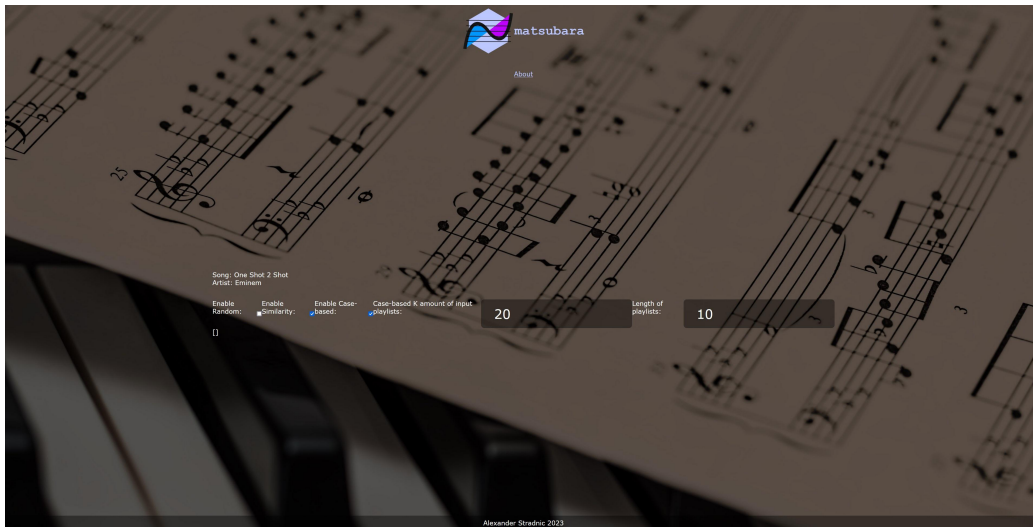 matsubara
About
Song: One Shot 2 Shot
Artist: Eminem
Enable Random:
Enable Similarity:
Enable Case-based:
Case-based K amount of input playlists:
20
Length of playlists:
10
[]
Alexander Stradnic 2023